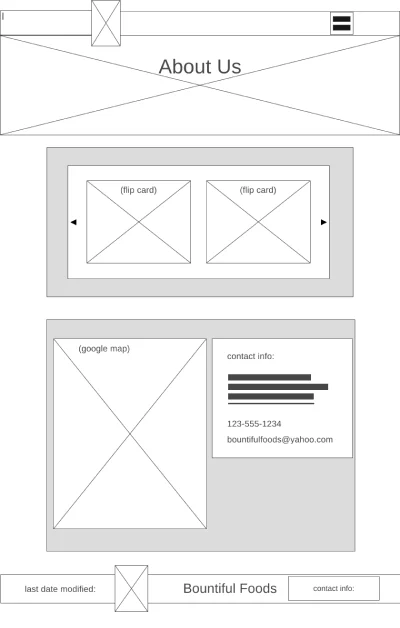 About Us
(flip card)
(flip card)
(google map)
contact info:
123-555-1234
bountifulfoods@yahoo.com
last date modified:
Bountiful Foods
contact info: